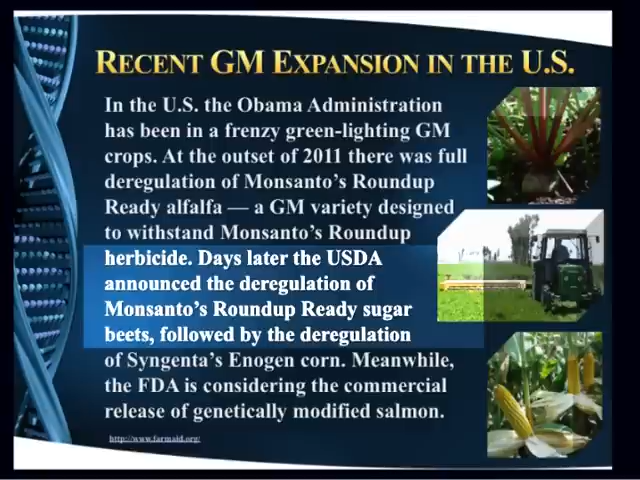 RECENT GM EXPANSION IN THE U.S.
In the U.S. the Obama Administration
has been in a frenzy green-lighting GM
crops. At the outset of 2011 there was full
deregulation of Monsanto's Roundup
Ready alfalfa — a GM variety designed
to withstand Monsanto's Roundup
herbicide. Days later the USDA
announced the deregulation of
Monsanto's Roundup Ready sugar
beets, followed by the deregulation
of Syngenta's Enogen corn. Meanwhile,
the FDA is considering the commercial
release of genetically modified salmon.
http://www.farmaid.org/